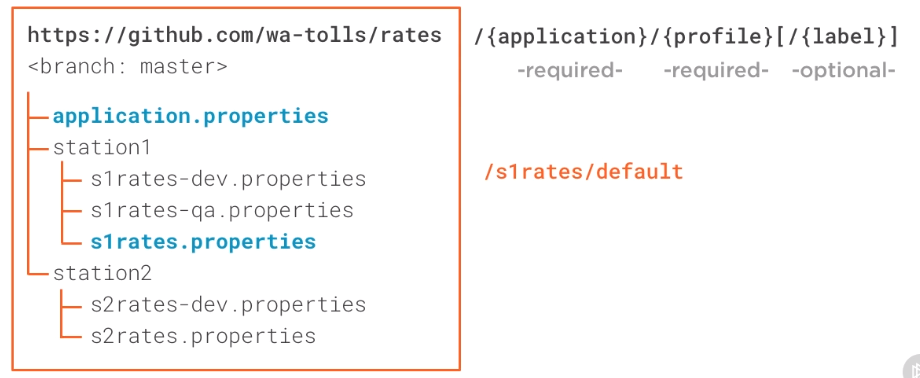 https://github.com/wa-tolls/rates
<branch: master>
application.properties
station1
s1rates-dev.properties
s1rates-qa.properties
s1rates.properties
station2
s2rates-dev.properties
s2rates.properties
/{application}/{profile}[/{label}]
-required- -required- -optional-
/s1rates/default